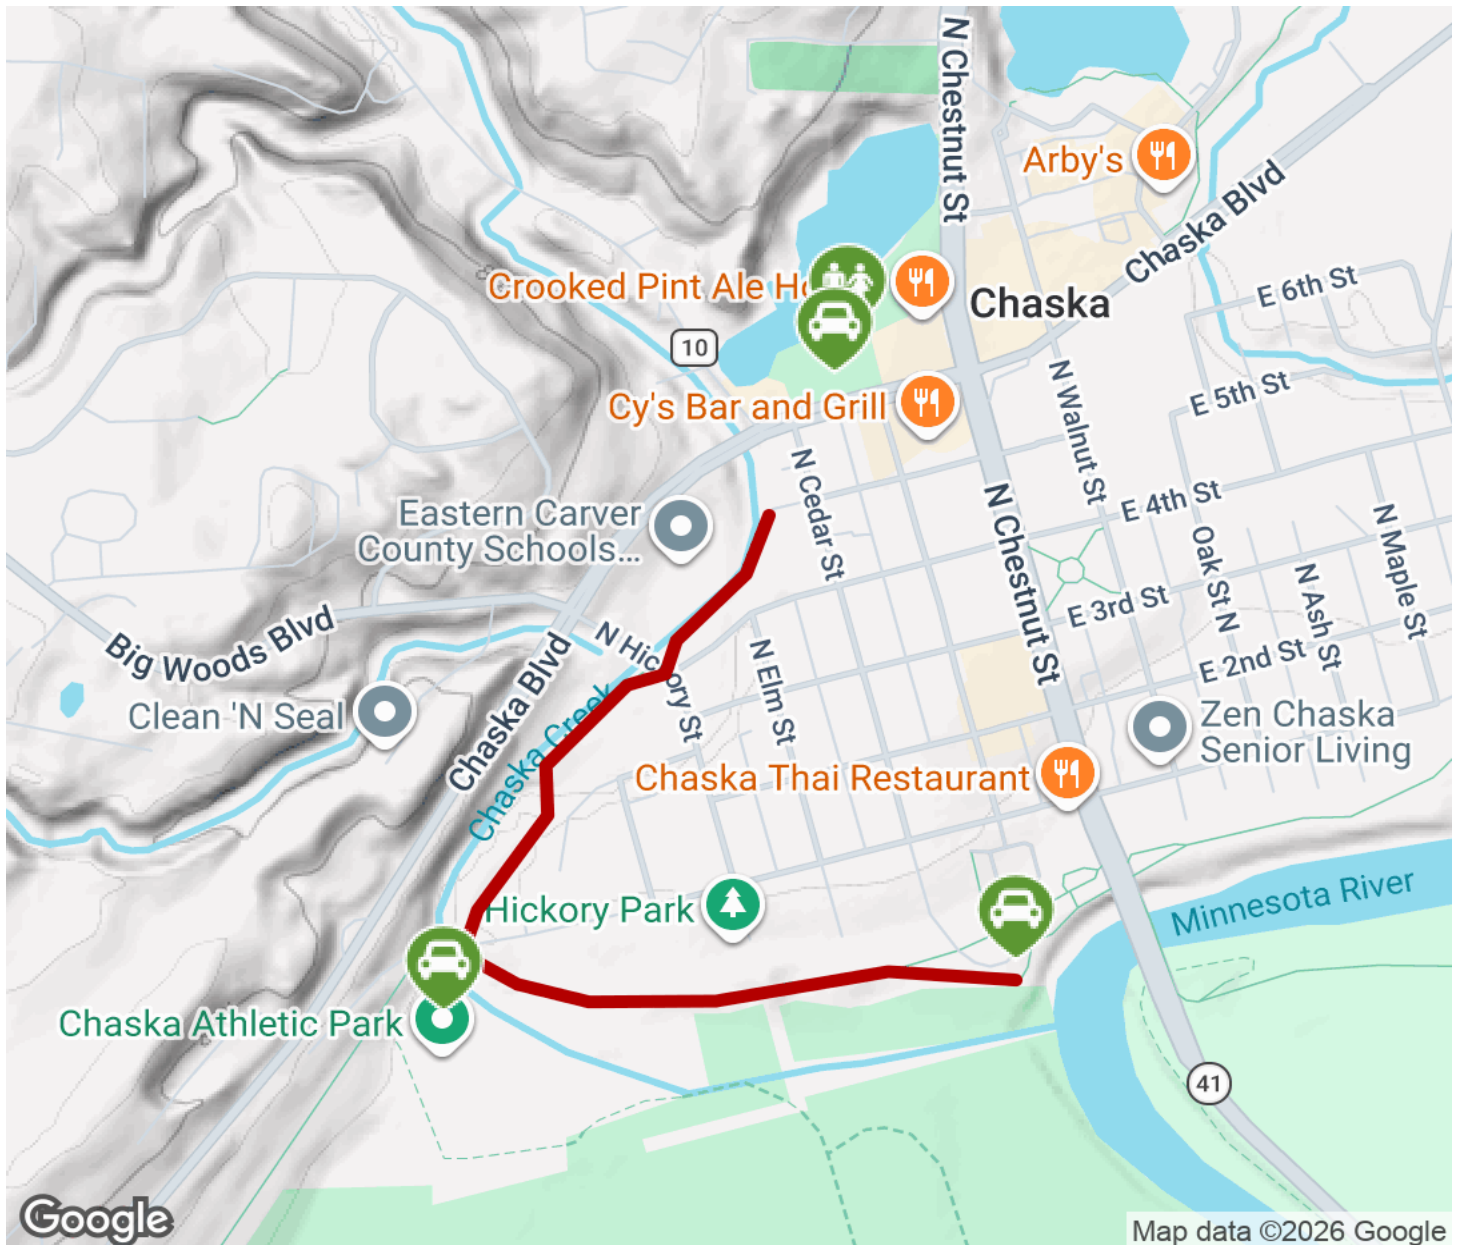 N Chestnut St
Arby's
Chaska Blvd
Crooked Pint Ale Ho
Chaska
E 6th St
10
N Walnut St
E 5th St
Cy's Bar and Grill
N Cedar St
E 4th St
Eastern Carver
County Schools...
N Chestnut St
Oak St N
N Ash St
N Maple St
E 3rd St
Big Woods Blvd
N Hickory St
N Elm St
E 2nd St
Clean 'N Seal
Chaska Blvd
Chaska Creek
Zen Chaska
Senior Living
Chaska Thai Restaurant
Hickory Park
Minnesota River
Chaska Athletic Park
41
Google
Map data ©2026 Google